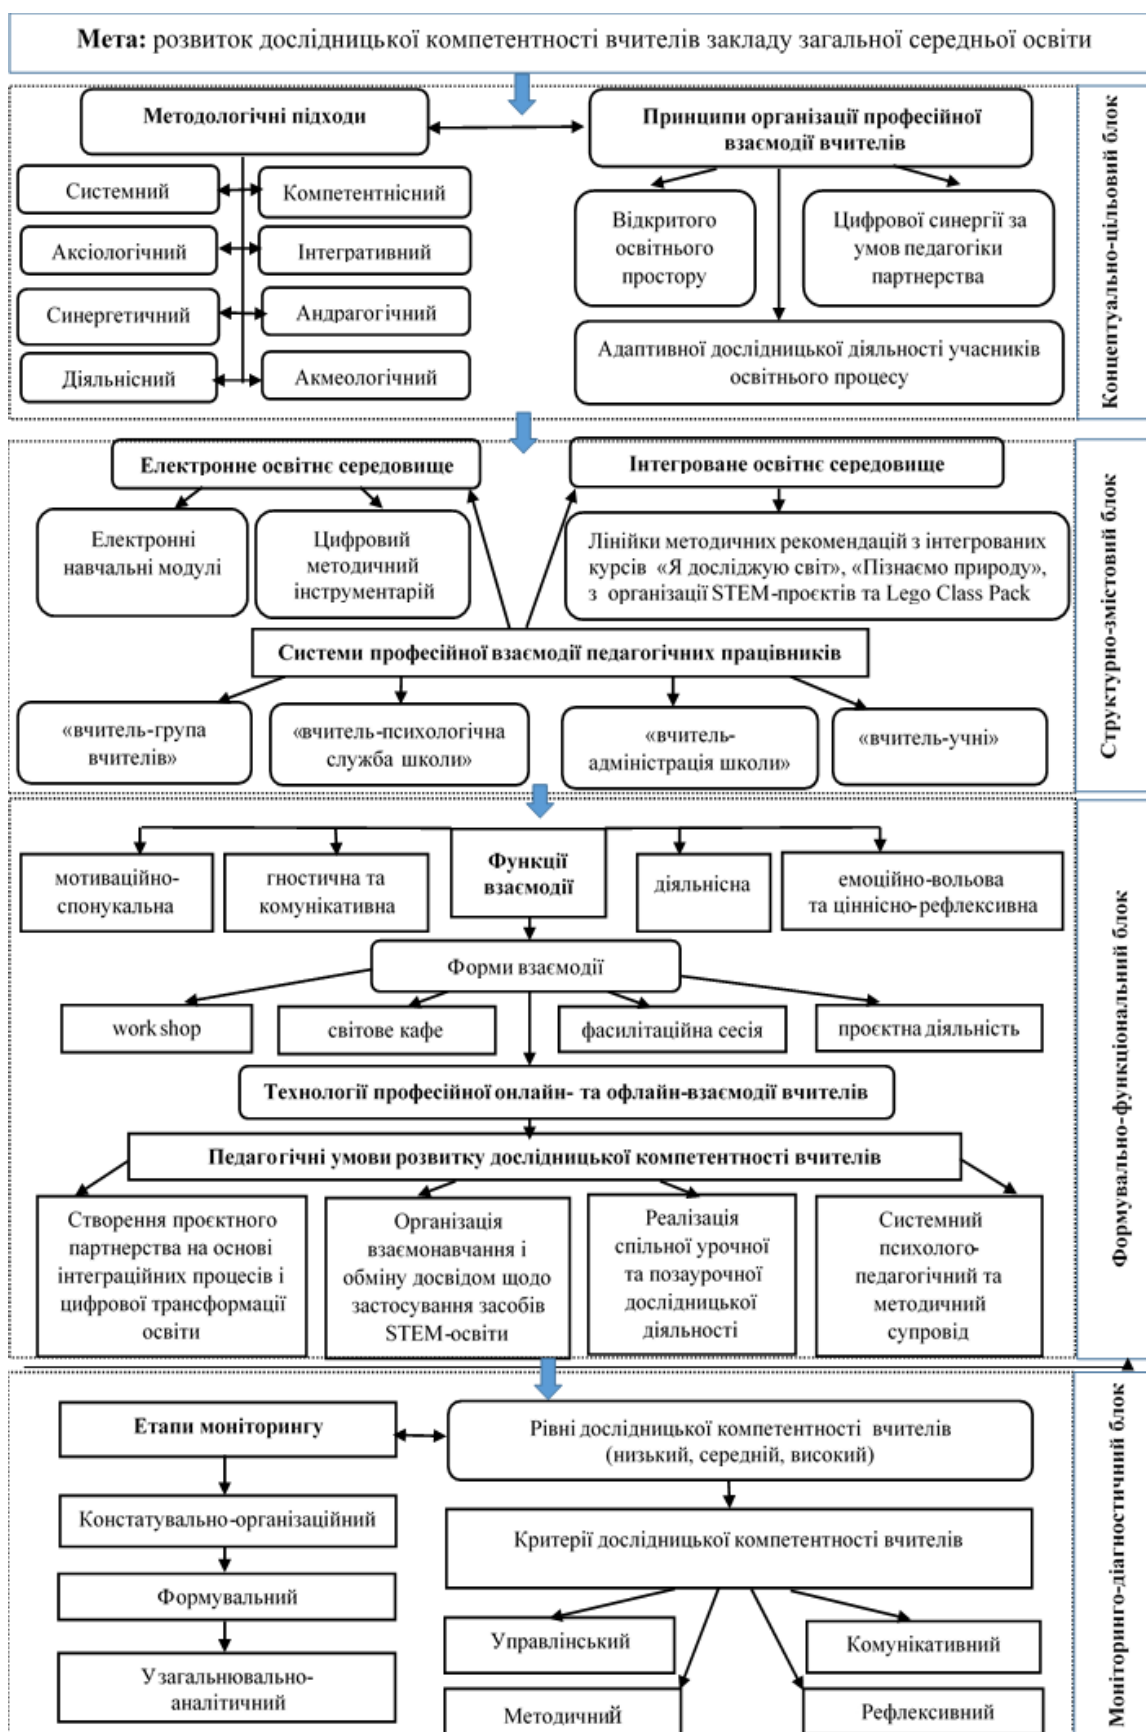 Мета: розвиток дослідницької компетентності вчителів закладу загальної середньої освіти
Методологічні підходи
Принципи організації професійної
взаємодії вчителів
Системний
Компетентнісний
Аксіологічний
Інтегративний
Синергетичний
Андрагогічний
Діяльнісний
Акмеологічний
Відкритого
освітнього
простору
Цифрової синергії за
умов педагогіки
партнерства
Адаптивної дослідницької діяльності учасників
освітнього процесу
Концептуально-цільовий блок
Електронне освітнє середовище
Інтегроване освітнє середовище
Електронні
навчальні модулі
Цифровий
методичний
інструментарій
Лінійки методичних рекомендацій з інтегрованих
курсів «Я досліджую світ», «Пізнаємо природу»,
з організації STEM-проєктів та Lego Class Pack
Системи професійної взаємодії педагогічних працівників
«вчитель-група
вчителів»
«вчитель-психологічна
служба школи»
«вчитель-
адміністрація школи»
«вчитель-учні»
Структурно-змістовий блок
Функції
взаємодії
мотиваційно-
спонукальна
гностична та
комунікативна
діяльнісна
емоційно-вольова
та ціннісно-рефлексивна
Форми взаємодії
work shop
світове кафе
фасилітаційна сесія
проєктна діяльність
Технології професійної онлайн- та офлайн-взаємодії вчителів
Педагогічні умови розвитку дослідницької компетентності вчителів
Створення проєктного
партнерства на основі
інтеграційних процесів і
цифрової трансформації
освіти
Організація
взаємонавчання і
обміну досвідом щодо
застосування засобів
STEM-освіти
Реалізація
спільної урочної
та позаурочної
дослідницької
діяльності
Системний
психолого-
педагогічний та
методичний
супровід
Формувально-функціональний блок
Етапи моніторингу
Рівні дослідницької компетентності вчителів
(низький, середній, високий)
Констатувально-організаційний
Формувальний
Узагальнювально-
аналітичний
Критерії дослідницької компетентності вчителів
Управлінський
Комунікативний
Методичний
Рефлексивний
Моніторинго-діагностичний блок